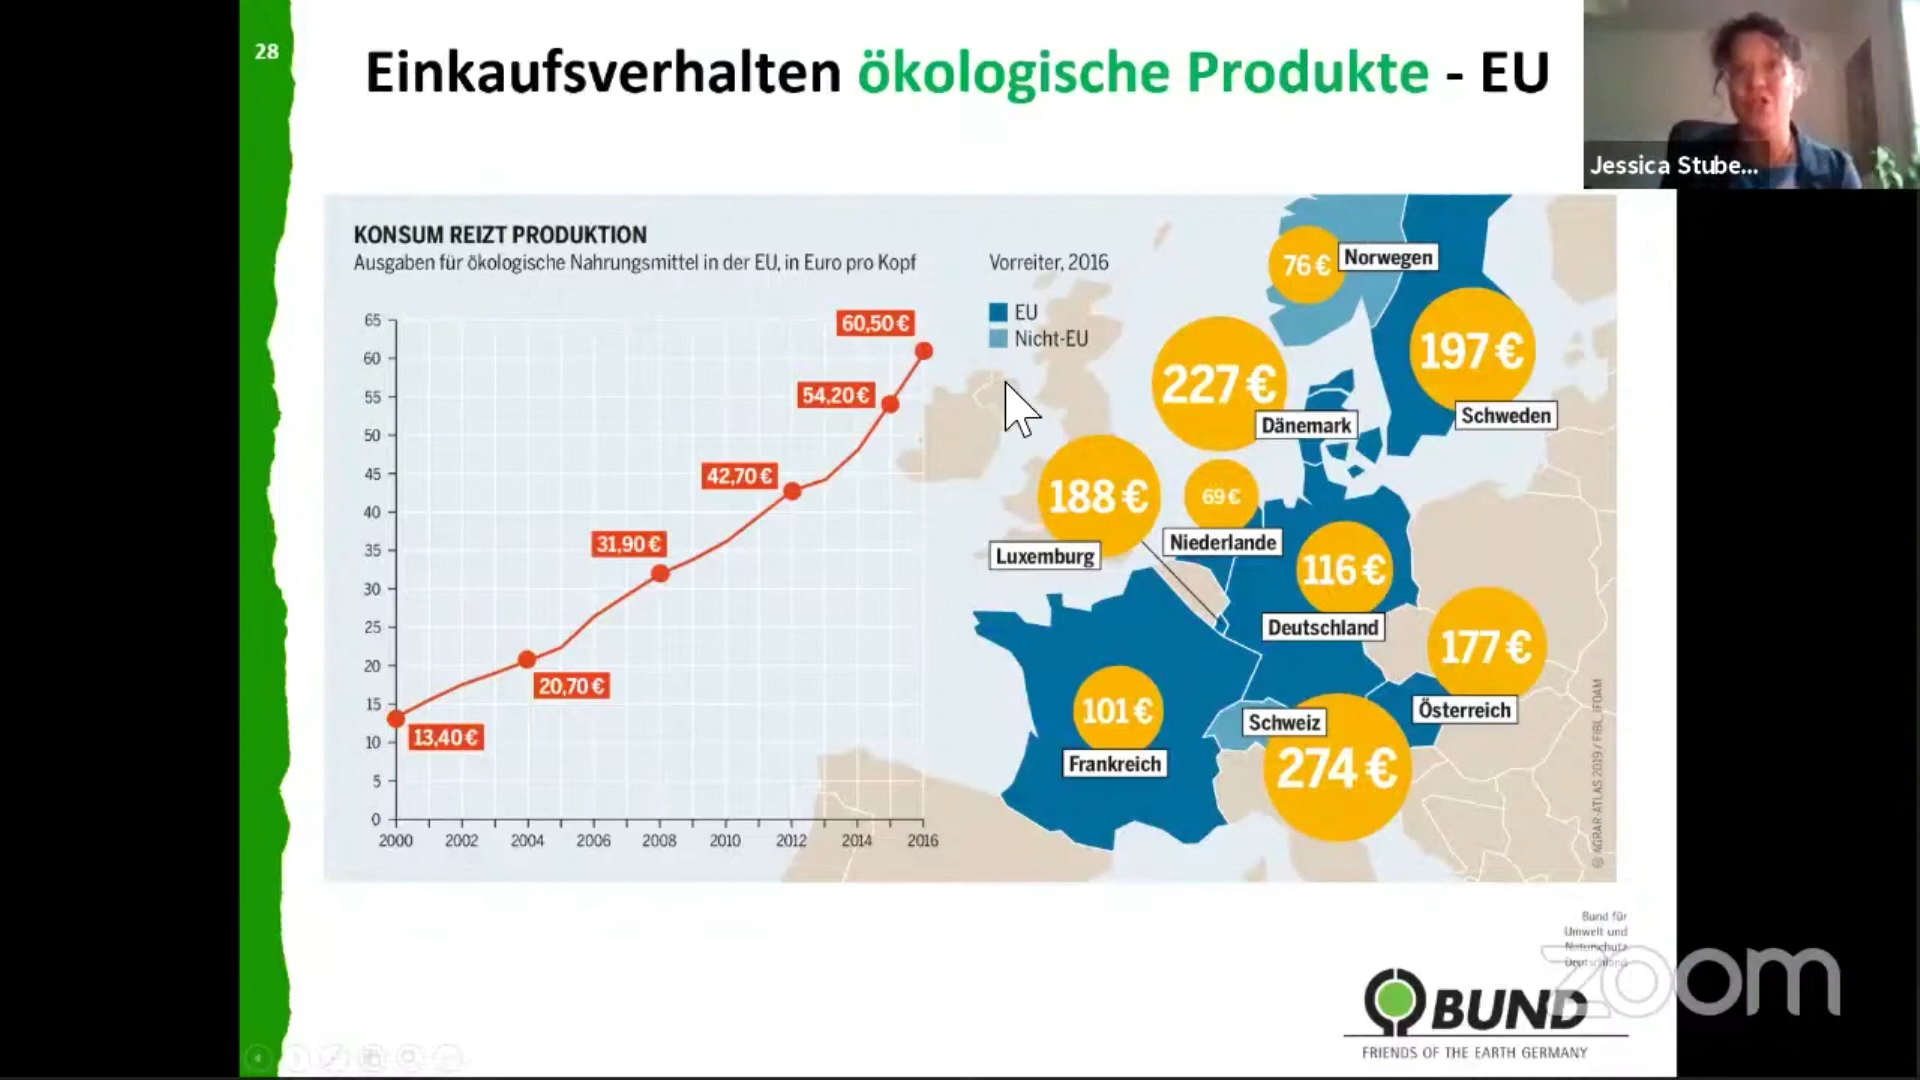 28
Einkaufsverhalten ökologische Produkte - EU
Jessica Stube...
KONSUM REIZT PRODUKTION
Ausgaben für ökologische Nahrungsmittel in der EU, in Euro pro Kopf
65
60
55
50
45
40
35
30
25
20
15
10
5
0
2000 2002 2004 2006 2008 2010 2012 2014 2016
13,40 €
20,70 €
31,90 €
42,70 €
54,20 €
60,50 €
Vorreiter, 2016
EU
Nicht-EU
76 €
Norwegen
197 €
Schweden
227 €
Dänemark
188 €
Luxemburg
69 €
Niederlande
116 €
Deutschland
177 €
Österreich
101 €
Frankreich
Schweiz
274 €
© AGRAR-ATLAS 2019 / FIBL, IFOAM
Bund für
Umwelt und
Naturschutz
Deutschland
BUND
FRIENDS OF THE EARTH GERMANY
zoom